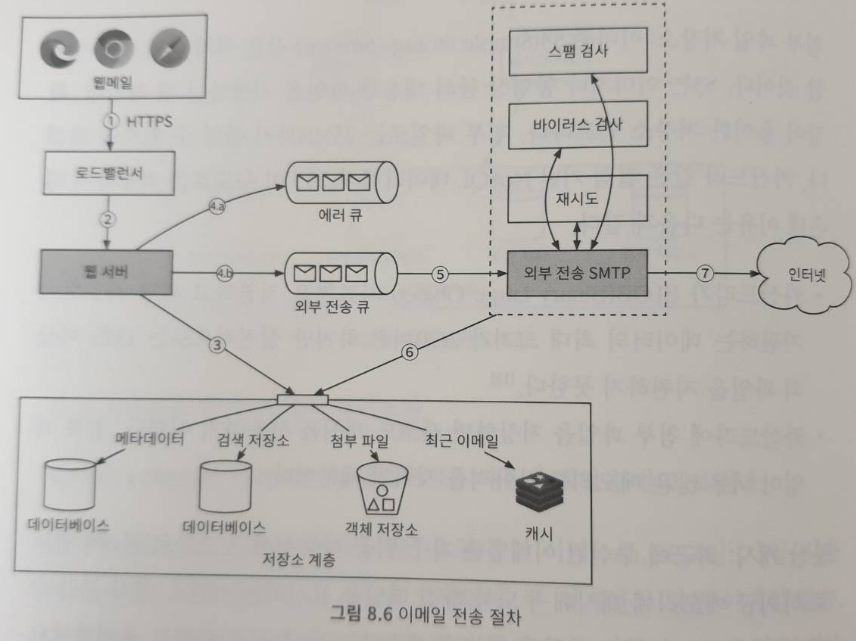 웹메일
① HTTPS
로드밸런서
②
웹 서버
4.a
에러 큐
4.b
외부 전송 큐
③
⑤
⑥
스팸 검사
바이러스 검사
재시도
외부 전송 SMTP
⑦
인터넷
메타데이터
검색 저장소
첨부 파일
최근 이메일
데이터베이스
데이터베이스
객체 저장소
캐시
저장소 계층
그림 8.6 이메일 전송 절차